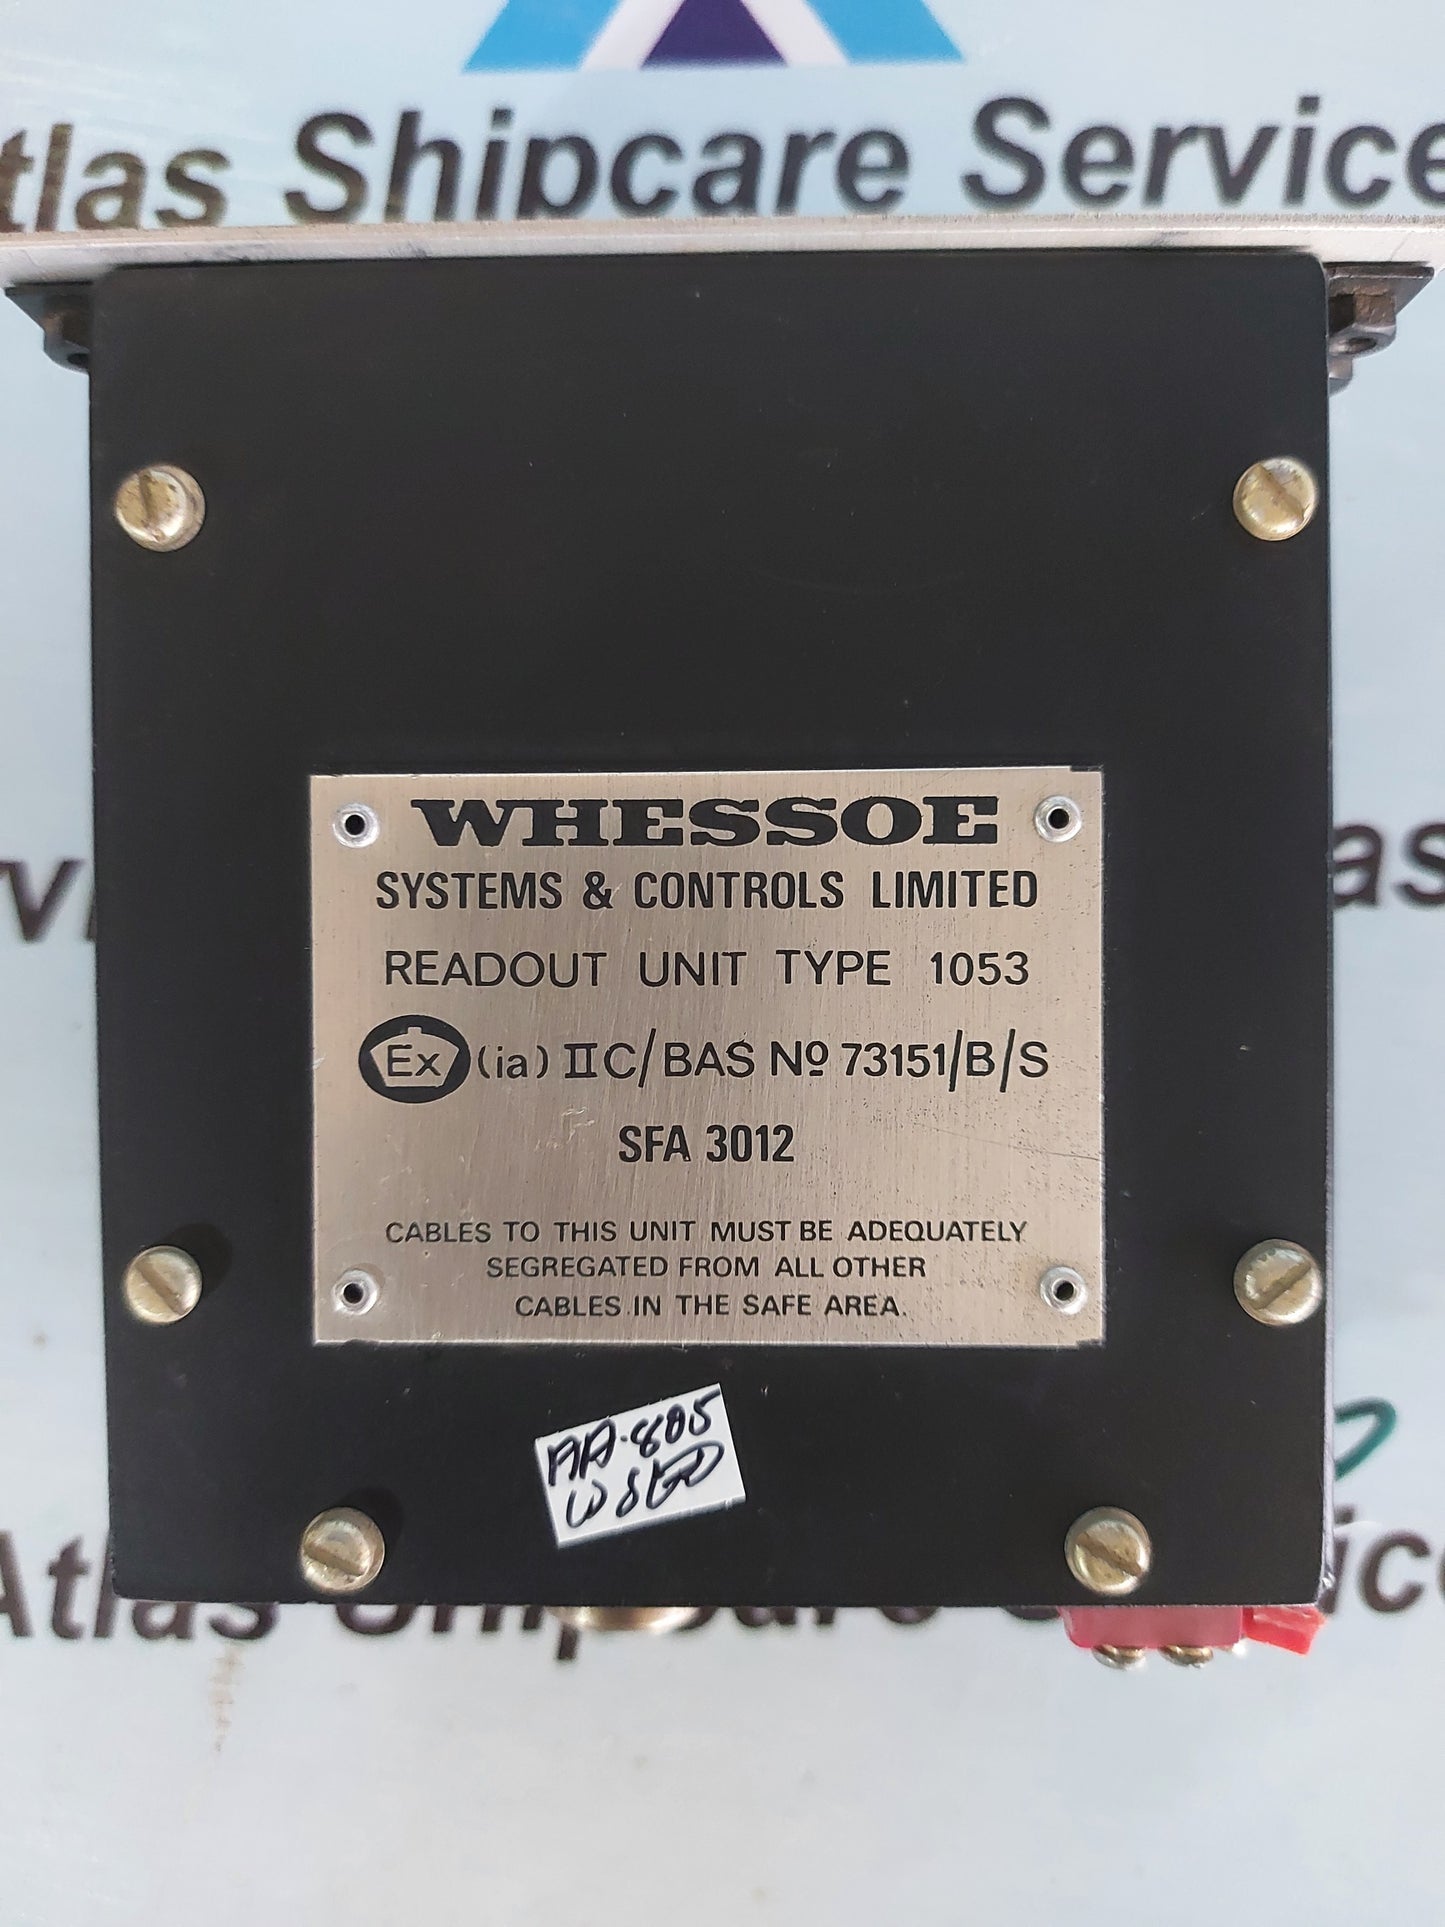 tlas Shipcare Service
WHESSOE
SYSTEMS & CONTROLS LIMITED
READOUT UNIT TYPE 1053
Ex (ia) IIC/BAS Nº 73151/B/S
SFA 3012
CABLES TO THIS UNIT MUST BE ADEQUATELY
SEGREGATED FROM ALL OTHER
CABLES IN THE SAFE AREA.
AA-805
Atlas